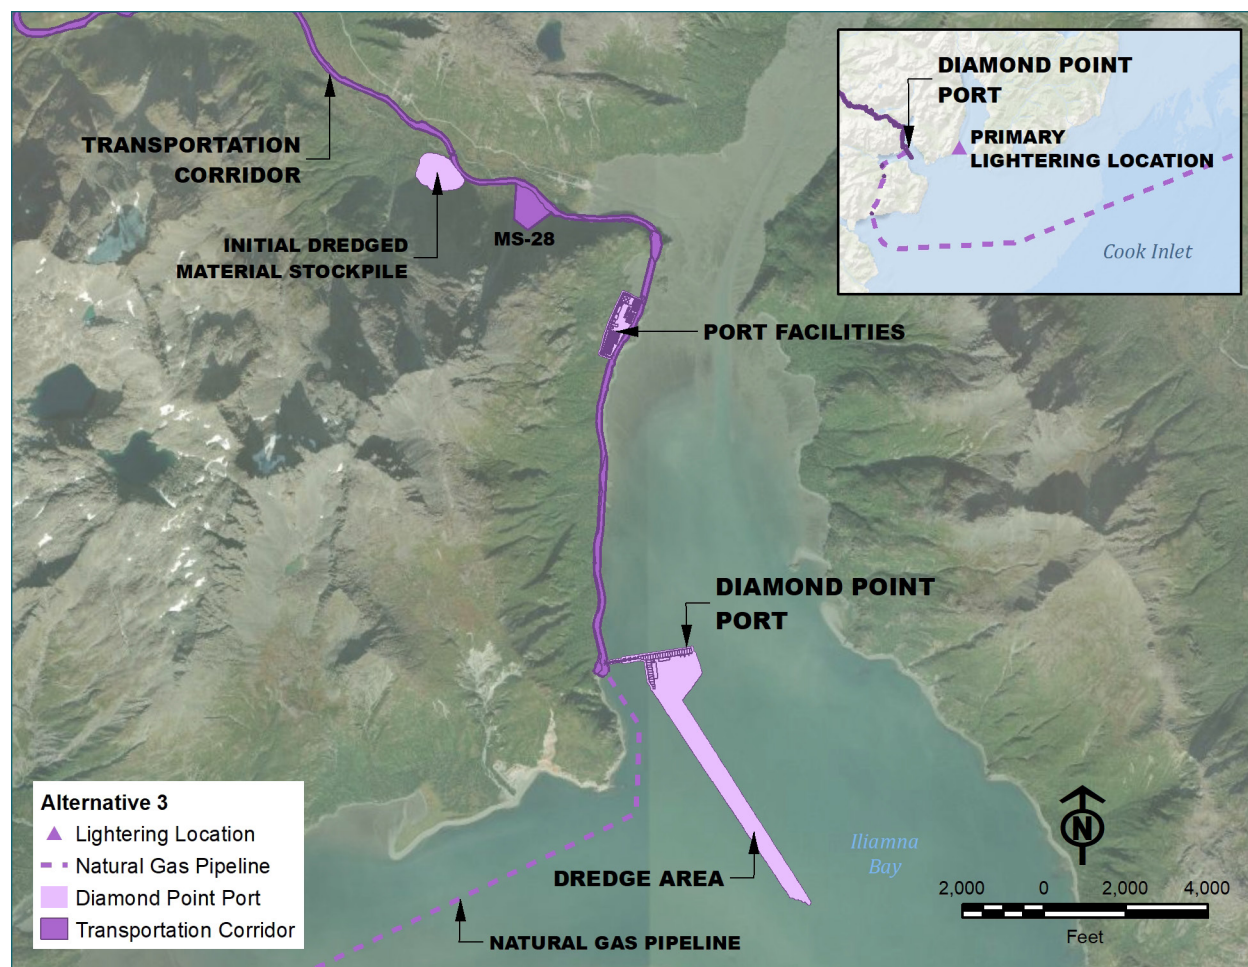 DIAMOND POINT
PORT
PRIMARY
LIGHTERING LOCATION
Cook Inlet
TRANSPORTATION
CORRIDOR
INITIAL DREDGED
MATERIAL STOCKPILE
MS-28
PORT FACILITIES
DIAMOND POINT
PORT
DREDGE AREA
NATURAL GAS PIPELINE
Iliamna
Bay
Alternative 3
Lightering Location
Natural Gas Pipeline
Diamond Point Port
Transportation Corridor
N
2,000 0 2,000 4,000
Feet